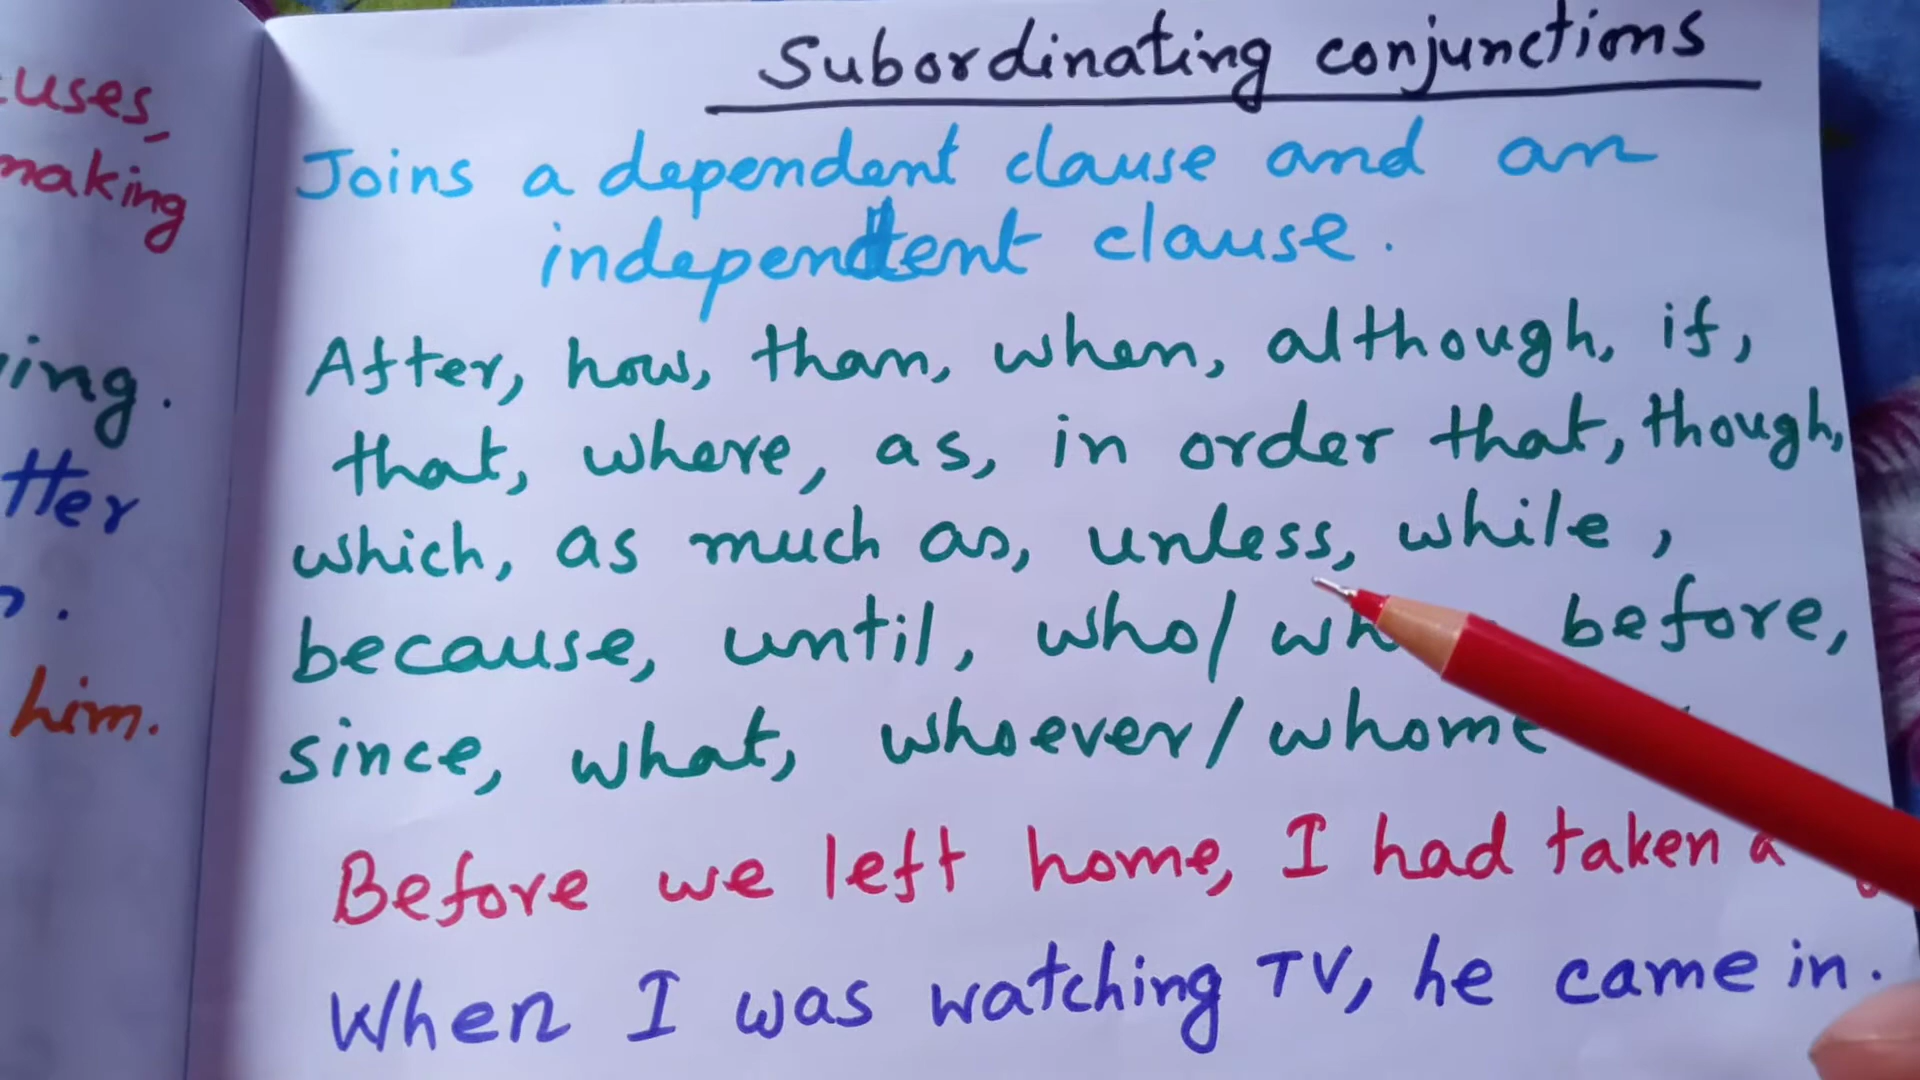 cuses,
making
ing.
tter
.
him.
Subordinating conjunctions
Joins a dependent clause and an
independent clause.
After, how, than, when, although, if,
that, where, as, in order that, though,
which, as much as, unless, while,
because, until, who/ before,
since, what, whoever/
Before we left home, I had taken a
When I was watching TV, he came in.